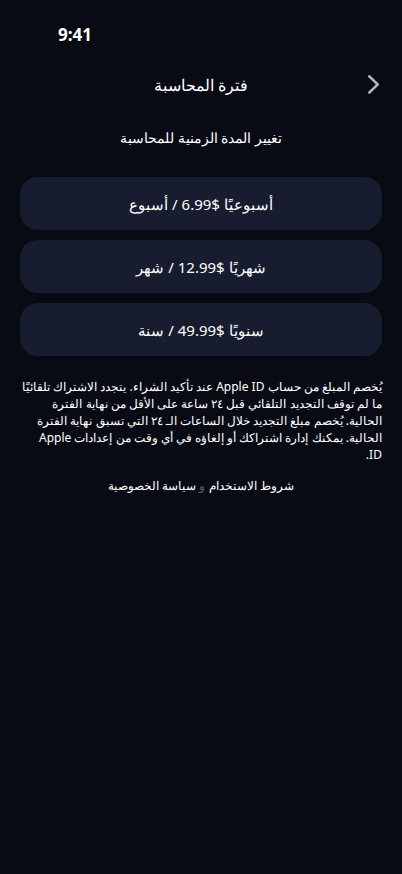 9:41
فترة المحاسبة
تغيير المدة الزمنية للمحاسبة
أسبوعيًا $6.99 / أسبوع
شهريًا $12.99 / شهر
سنويًا $49.99 / سنة
يُخصم المبلغ من حساب Apple ID عند تأكيد الشراء. يتجدد الاشتراك تلقائيًا
ما لم توقف التجديد التلقائي قبل ٢٤ ساعة على الأقل من نهاية الفترة
الحالية. يُخصم مبلغ التجديد خلال الساعات الـ ٢٤ التي تسبق نهاية الفترة
الحالية. يمكنك إدارة اشتراكك أو إلغاؤه في أي وقت من إعدادات Apple
ID.
شروط الاستخدام و سياسة الخصوصية